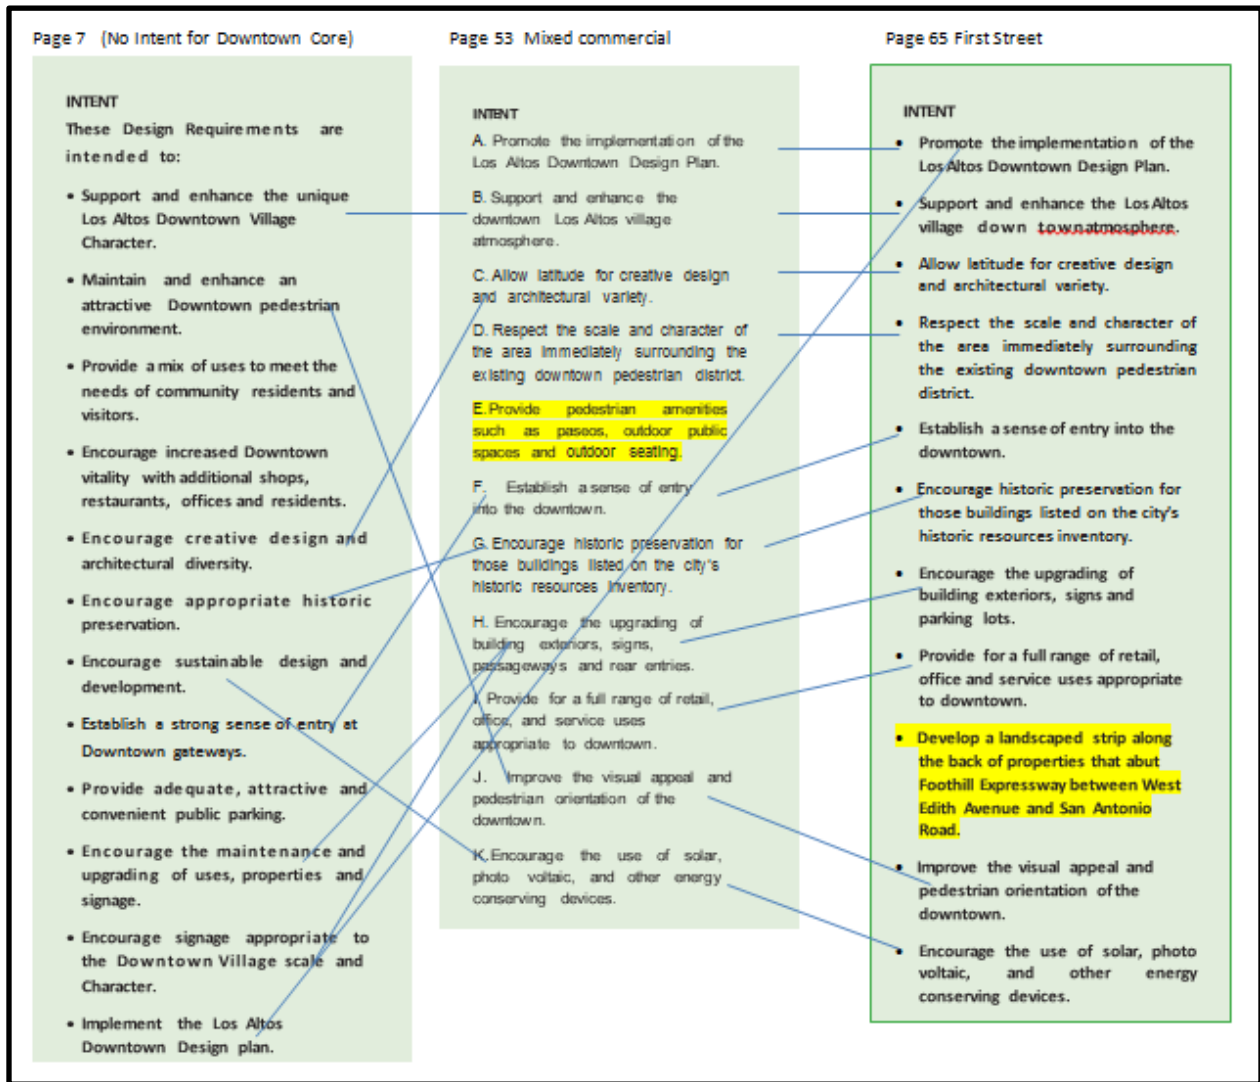 Page 7 (No Intent for Downtown Core)
INTENT
These Design Requirements are
intended to:
• Support and enhance the unique
Los Altos Downtown Village
Character.
• Maintain and enhance an
attractive Downtown pedestrian
environment.
• Provide a mix of uses to meet the
needs of community residents and
visitors.
• Encourage increased Downtown
vitality with additional shops,
restaurants, offices and residents.
• Encourage creative design and
architectural diversity.
• Encourage appropriate historic
preservation.
• Encourage sustainable design and
development.
• Establish a strong sense of entry at
Downtown gateways.
• Provide adequate, attractive and
convenient public parking.
• Encourage the maintenance and
upgrading of uses, properties and
signage.
• Encourage signage appropriate to
the Downtown Village scale and
Character.
• Implement the Los Altos
Downtown Design plan.
Page 53 Mixed commercial
INTENT
A. Promote the implementation of the
Los Altos Downtown Design Plan.
B. Support and enhance the
downtown Los Altos village
atmosphere.
C. Allow latitude for creative design
and architectural variety.
D. Respect the scale and character of
the area immediately surrounding the
existing downtown pedestrian district.
E. Provide pedestrian amenities
such as paseos, outdoor public
spaces and outdoor seating.
F. Establish a sense of entry
into the downtown.
G. Encourage historic preservation for
those buildings listed on the city's
historic resources inventory.
H. Encourage the upgrading of
building exteriors, signs,
passageways and rear entries.
I. Provide for a full range of retail,
office, and service uses
appropriate to downtown.
J. Improve the visual appeal and
pedestrian orientation of the
downtown.
K. Encourage the use of solar,
photo voltaic, and other energy
conserving devices.
Page 65 First Street
INTENT
• Promote the implementation of the
Los Altos Downtown Design Plan.
• Support and enhance the Los Altos
village down townatmosphere.
• Allow latitude for creative design
and architectural variety.
• Respect the scale and character of
the area immediately surrounding
the existing downtown pedestrian
district.
• Establish a sense of entry into the
downtown.
• Encourage historic preservation for
those buildings listed on the city's
historic resources inventory.
• Encourage the upgrading of
building exteriors, signs and
parking lots.
• Provide for a full range of retail,
office and service uses appropriate
to downtown.
• Develop a landscaped strip along
the back of properties that abut
Foothill Expressway between West
Edith Avenue and San Antonio
Road.
• Improve the visual appeal and
pedestrian orientation of the
downtown.
• Encourage the use of solar, photo
voltaic, and other energy
conserving devices.